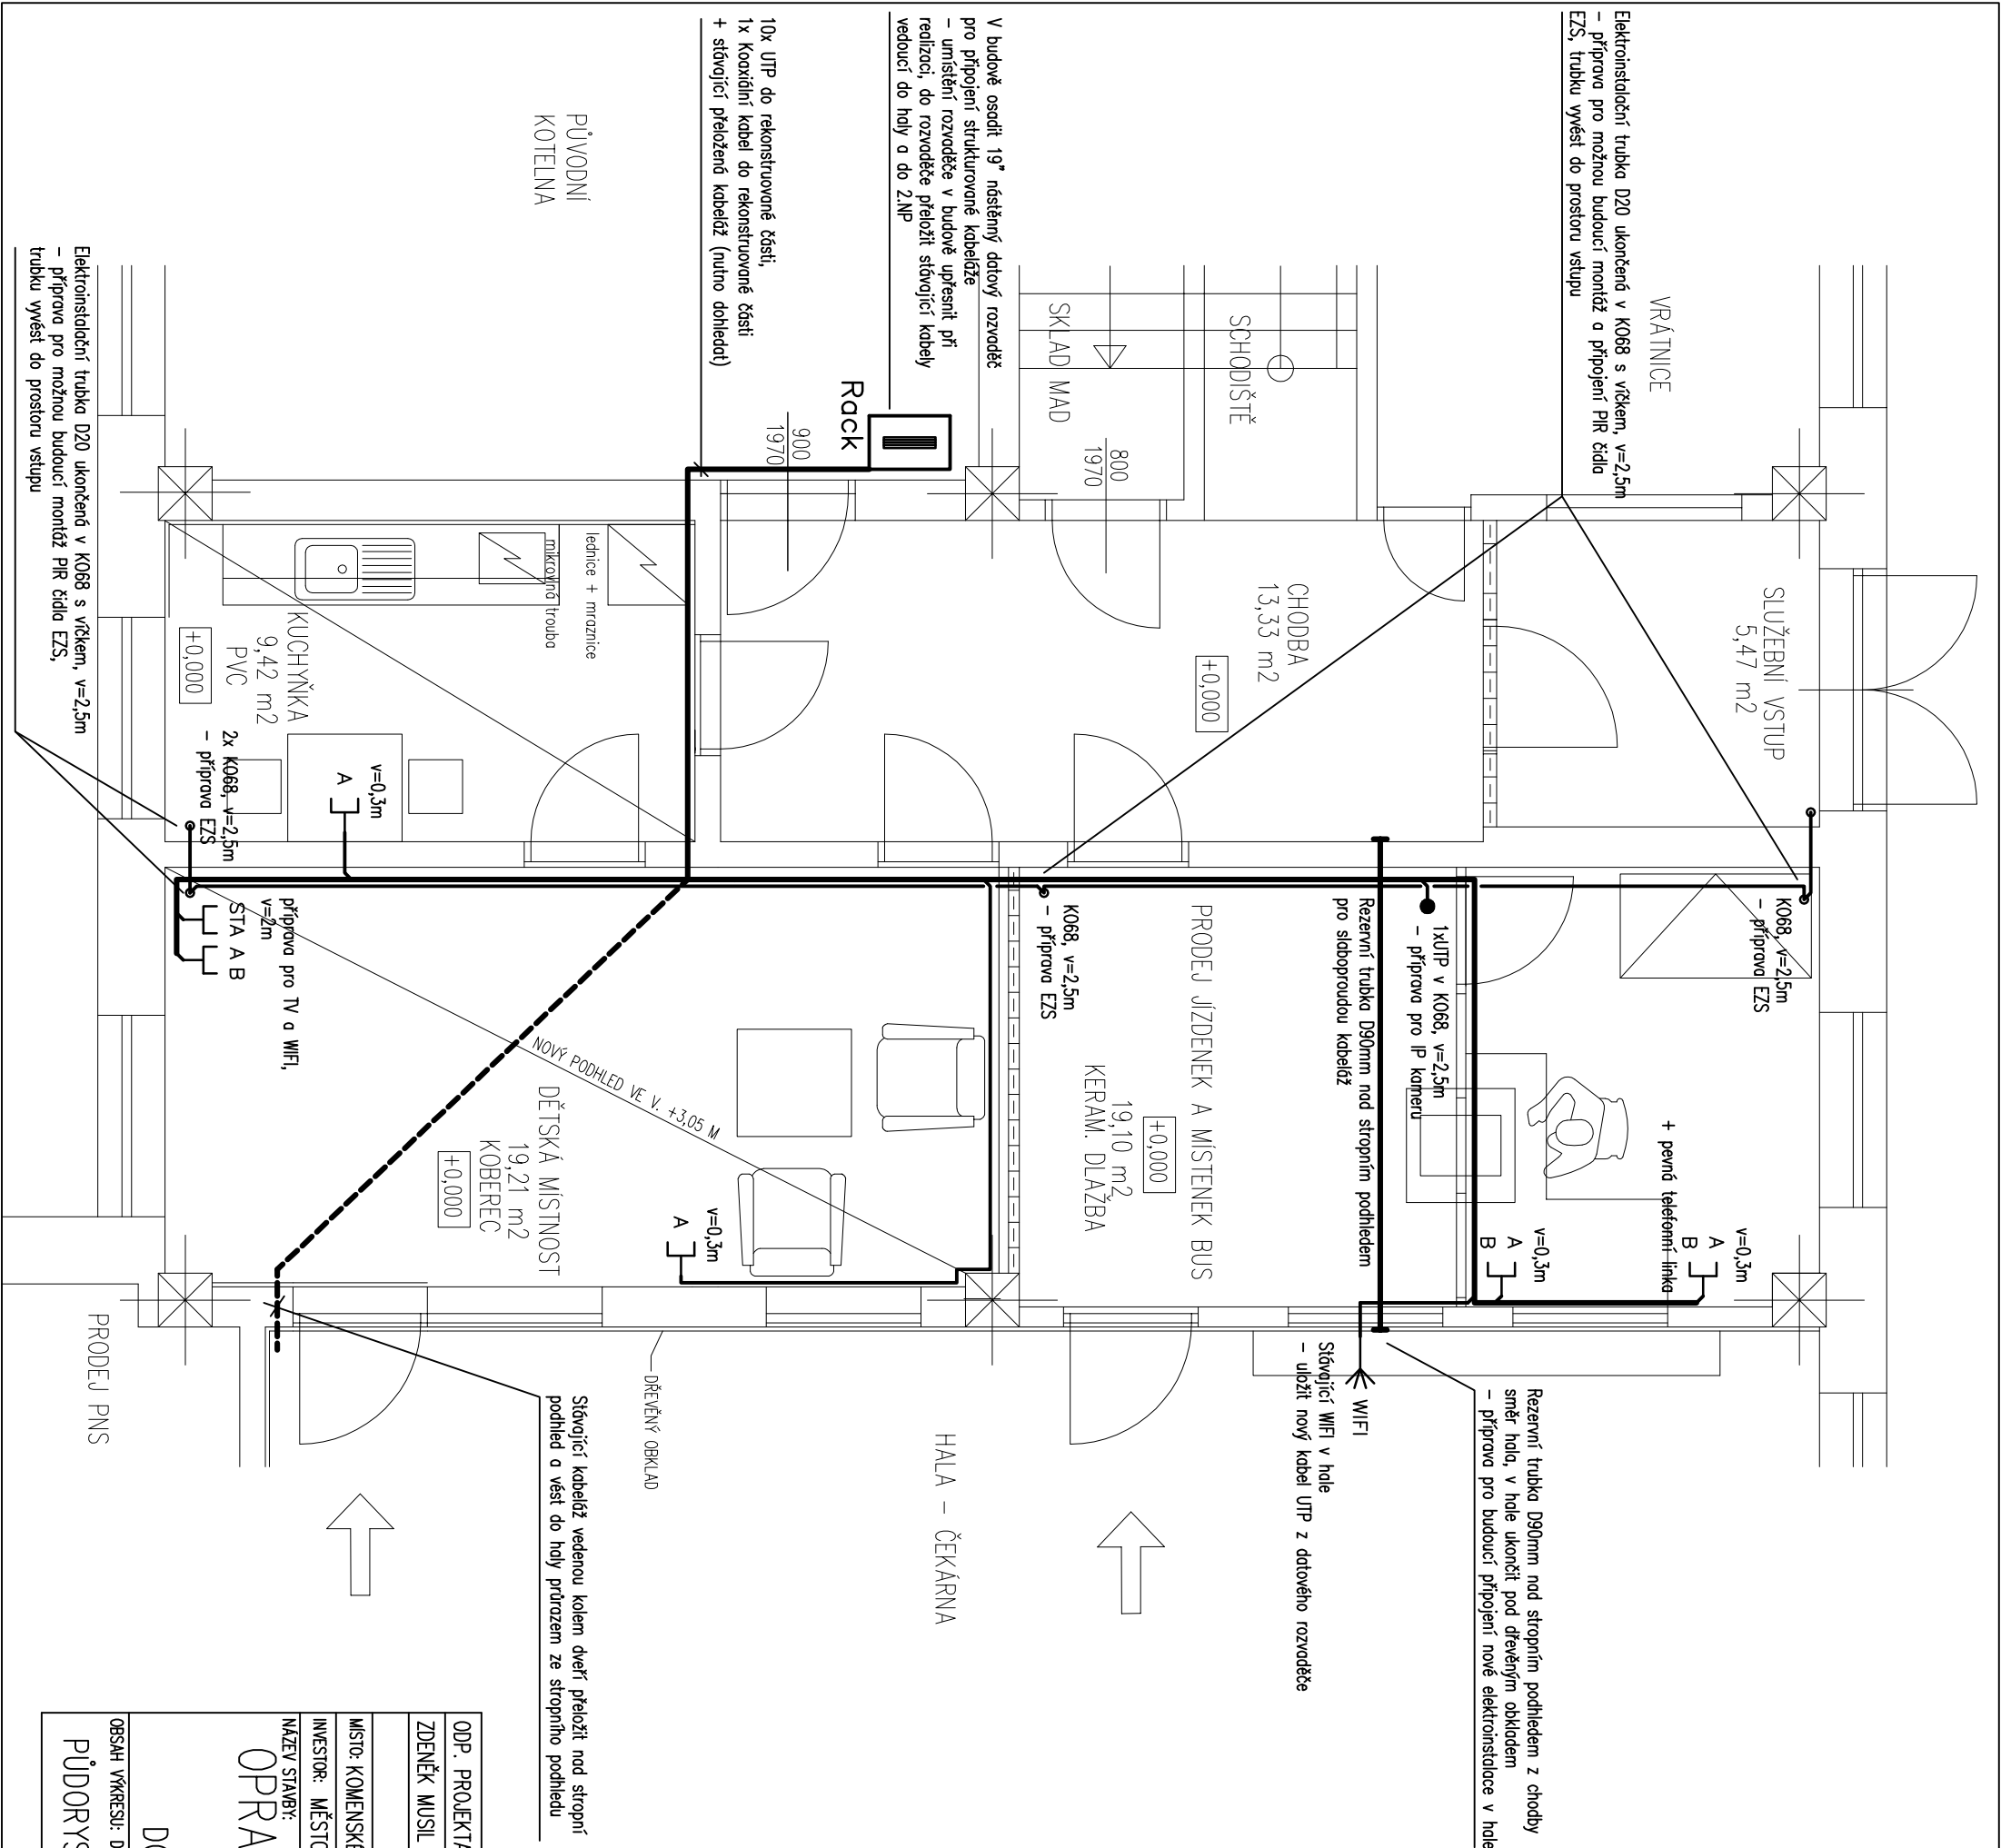 Elektroinstalační trubka D20 ukončená v KO68 s víčkem, v=2,5m
– příprava pro možnou budoucí montáž a připojení PIR čidla
EZS, trubku vyvést do prostoru vstupu
VRÁTNICE
SLUŽEBNÍ VSTUP
5,47 m2
KO68, v=2,5m
– příprava EZS
+ pevná telefonní linka
v=0,3m
A
B
v=0,3m
A
B
Rezervní trubka D90mm nad stropním podhledem z chodby
směr hala, v hale ukončit pod dřevěným obkladem
– příprava pro budoucí připojení nové elektroinstalace v hale
1xUTP v KO68, v=2,5m
– příprava pro IP kameru
Rezervní trubka D90mm nad stropním podhledem
pro slaboproudou kabeláž
WIFI
Stávající WIFI v hale
– uložit nový kabel UTP z datového rozvaděče
SCHODIŠTĚ
CHODBA
13,33 m2
+0,000
PRODEJ JÍZDENEK A MÍSTENEK BUS
+0,000
19,10 m2
KERAM. DLAŽBA
KO68, v=2,5m
– příprava EZS
SKLAD MAD
800
1970
V budově osadit 19" nástěnný datový rozvaděč
pro připojení strukturované kabeláže
– umístění rozvaděče v budově upřesnit při
realizaci, do rozvaděče přeložit stávající kabely
vedoucí do haly a do 2.NP
Rack
900
1970
10x UTP do rekonstruované části,
1x Koaxiální kabel do rekonstruované části
+ stávající přeložená kabeláž (nutno dohledat)
HALA – ČEKÁRNA
v=0,3m
A
NOVÝ PODHLED VE V. +3,05 M
DŘEVĚNÝ OBKLAD
PŮVODNÍ
KOTELNA
lednice + mraznice
mikrovlná trouba
DĚTSKÁ MÍSTNOST
19,21 m2
KOBEREC
+0,000
Stávající kabeláž vedenou kolem dveří přeložit nad stropní
podhled a vést do haly průrazem ze stropního podhledu
KUCHYŇKA
9,42 m2
PVC
+0,000
v=0,3m
A
2x KO68, v=2,5m
– příprava EZS
příprava pro TV a WIFI,
v=2m
STA A B
Elektroinstalační trubka D20 ukončená v KO68 s víčkem, v=2,5m
– příprava pro možnou budoucí montáž PIR čidla EZS,
trubku vyvést do prostoru vstupu
PRODEJ PNS
ODP. PROJEKTA
ZDENĚK MUSIL
MÍSTO: KOMENSKÉ
INVESTOR: MĚSTO
NÁZEV STAVBY:
OPRA
DO
OBSAH VÝKRESU: D
PŮDORYS